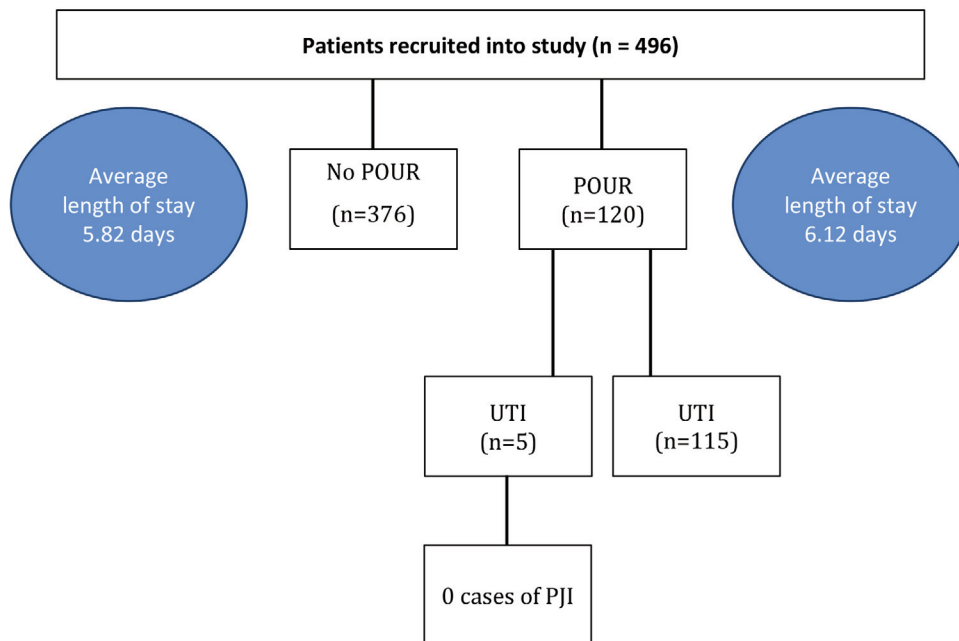 Patients recruited into study (n = 496)
Average
length of stay
5.82 days
No POUR
(n=376)
POUR
(n=120)
Average
length of stay
6.12 days
UTI
(n=5)
UTI
(n=115)
0 cases of PJI